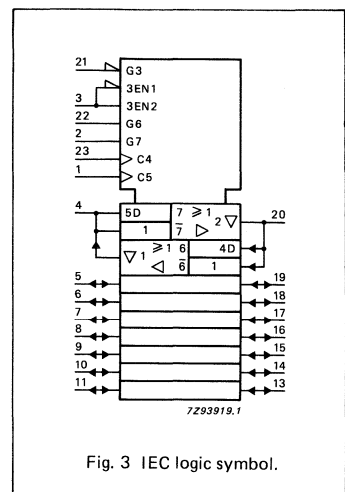 21 G3
3EN1
3 3EN2
22 G6
2 G7
23 C4
1 C5
4 5D 7 ≥1 2 ▽ 20
1 7̅ ▷
▽ 1 ≥1 6 4D
◁ 6̅ 1
5 19
6 18
7 17
8 16
9 15
10 14
11 13
7Z93919.1
Fig. 3 IEC logic symbol.